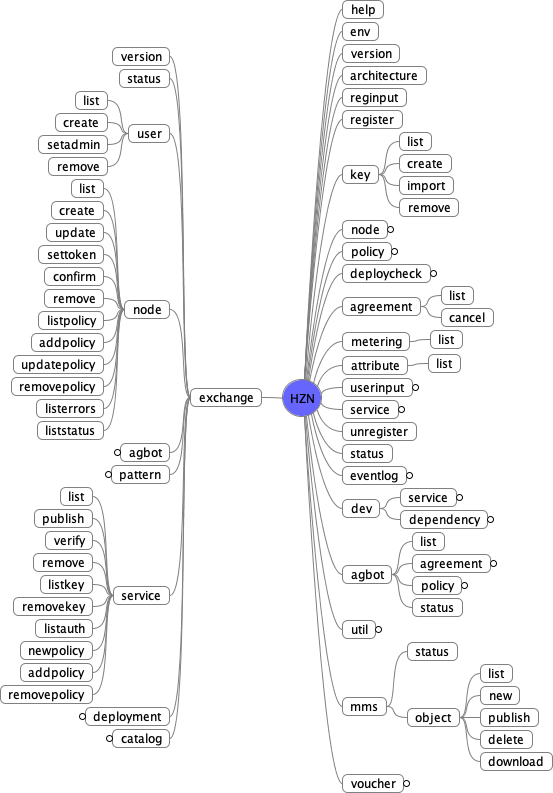 version
status
user
list
create
setadmin
remove
node
list
create
update
settoken
confirm
remove
listpolicy
addpolicy
updatepolicy
removepolicy
listerrors
liststatus
agbot
pattern
service
list
publish
verify
remove
listkey
removekey
listauth
newpolicy
addpolicy
removepolicy
deployment
catalog
exchange
HZN
help
env
version
architecture
reginput
register
key
list
create
import
remove
node
policy
deploycheck
agreement
list
cancel
metering
list
attribute
list
userinput
service
unregister
status
eventlog
dev
service
dependency
agbot
list
agreement
policy
status
util
mms
status
object
list
new
publish
delete
download
voucher